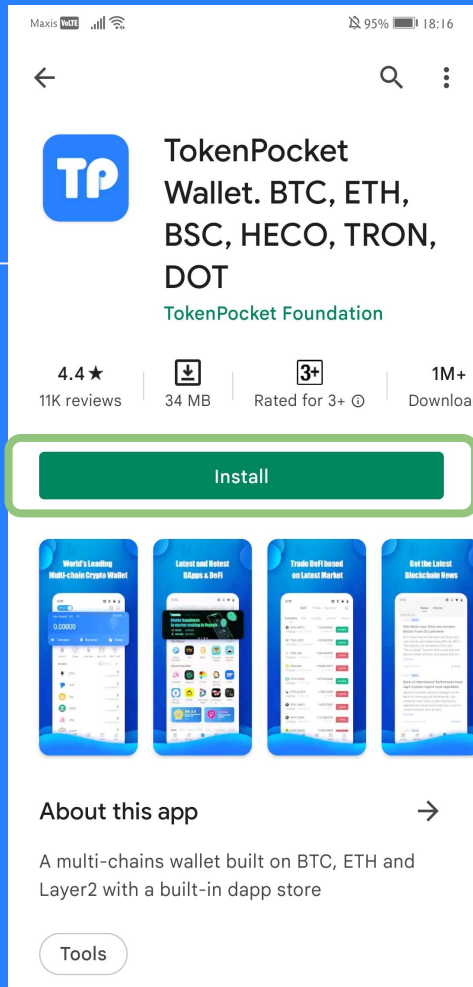 Maxis VoLTE 95% 18:16
TP
TokenPocket
Wallet. BTC, ETH,
BSC, HECO, TRON,
DOT
TokenPocket Foundation
4.4★ 3+ 1M+
11K reviews 34 MB Rated for 3+ Downloa
Install
World's Leading
Multi-chain Crypto Wallet
0.00000
Latest and Hotest
DApps & DeFi
Trade DeFi based
on Latest Market
Get the Latest
Blockchain News
About this app
A multi-chains wallet built on BTC, ETH and
Layer2 with a built-in dapp store
Tools